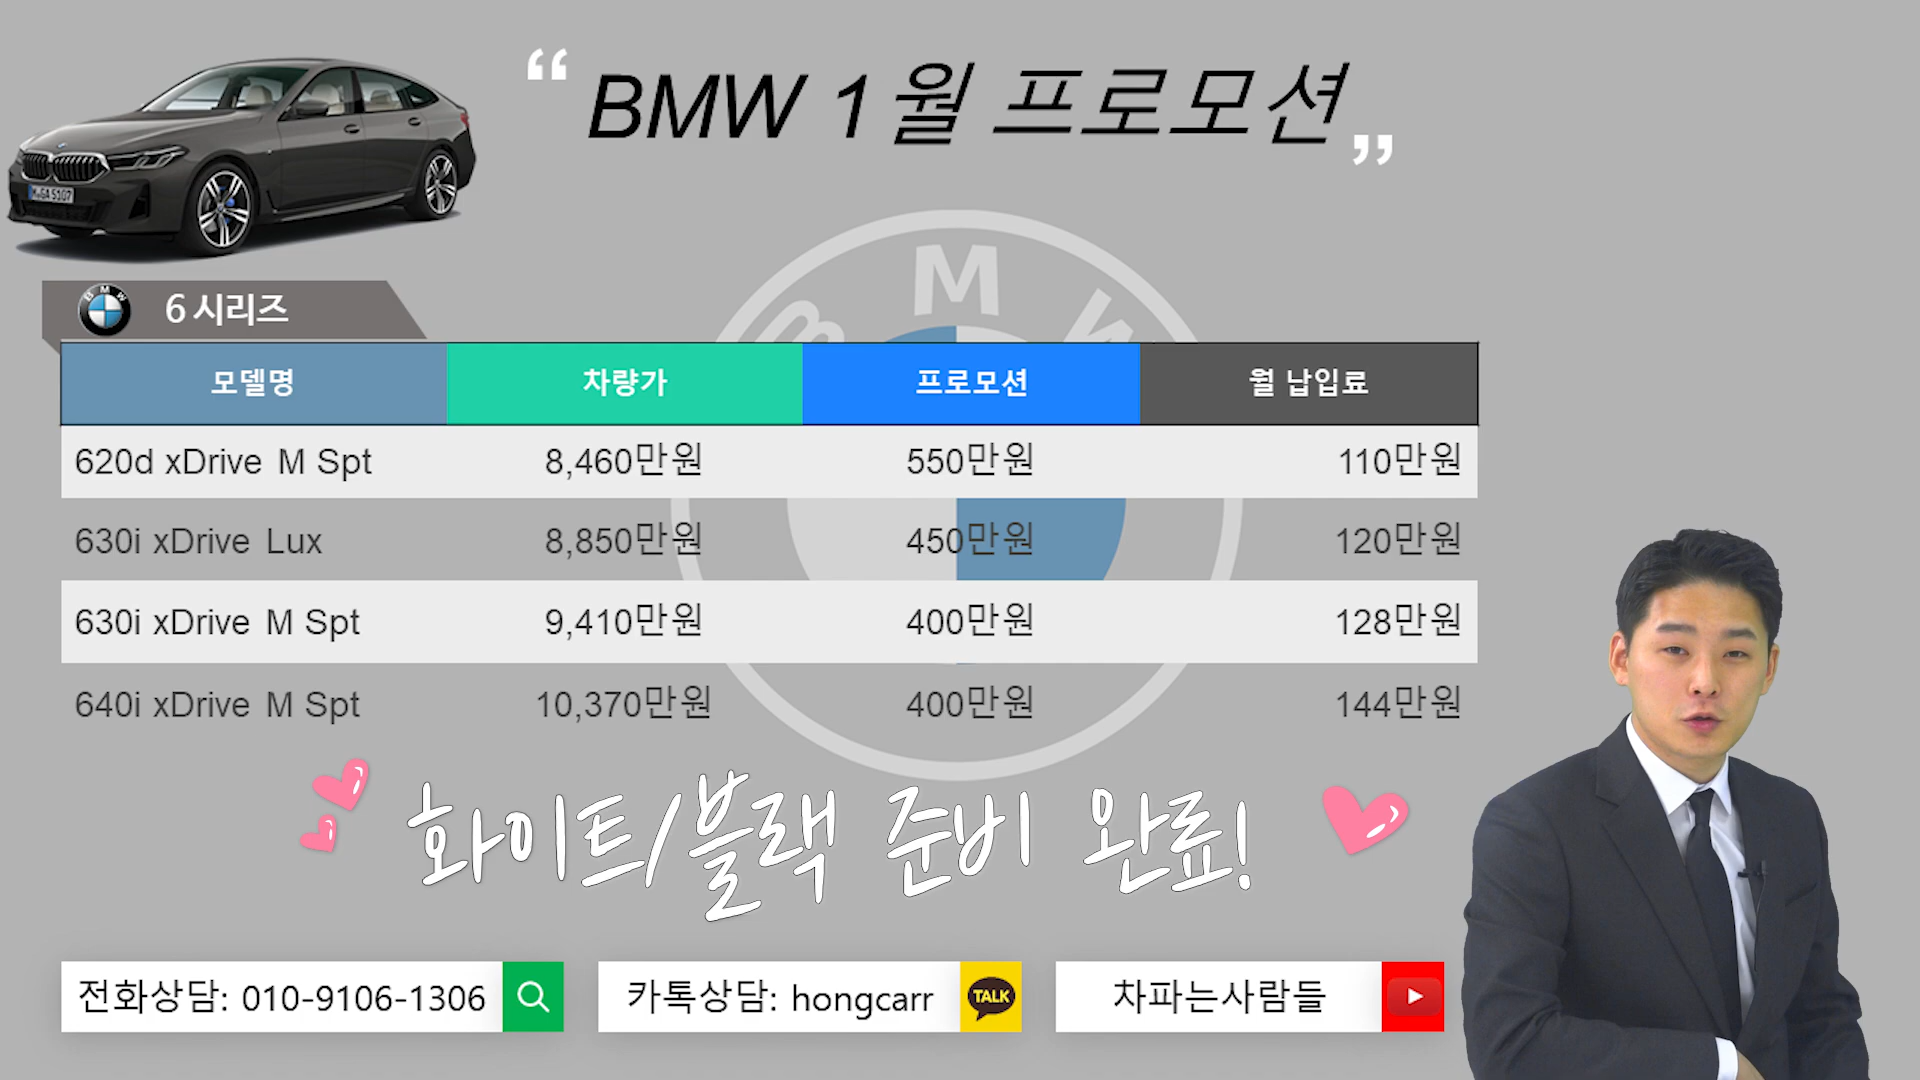 “ BMW 1월 프로모션 ”
M·GA 5107
BMW 6시리즈
BMW
모델명 차량가 프로모션 월 납입료
620d xDrive M Spt 8,460만원 550만원 110만원
630i xDrive Lux 8,850만원 450만원 120만원
630i xDrive M Spt 9,410만원 400만원 128만원
640i xDrive M Spt 10,370만원 400만원 144만원
화이트/블랙 준비 완료!
전화상담: 010-9106-1306
카톡상담: hongcarr TALK
차파는사람들